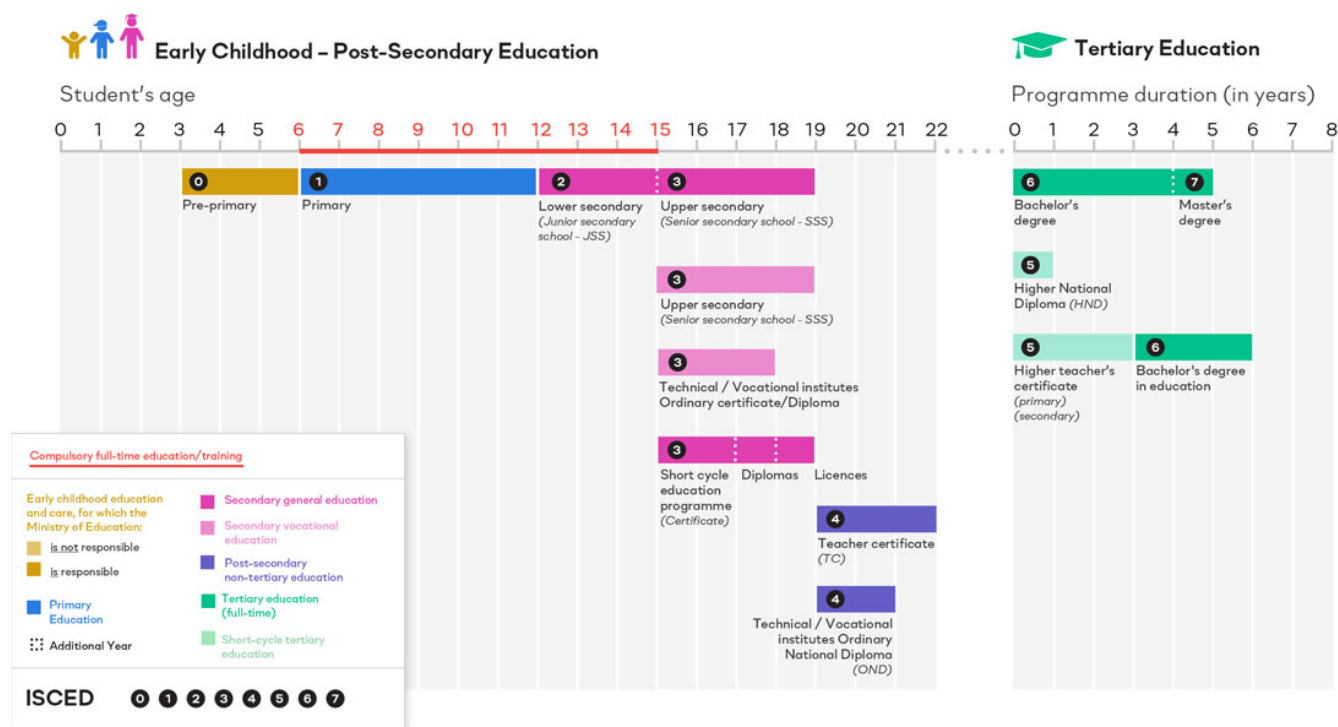 Early Childhood – Post-Secondary Education
Tertiary Education
Student's age
Programme duration (in years)
0 1 2 3 4 5 6 7 8 9 10 11 12 13 14 15 16 17 18 19 20 21 22
0 1 2 3 4 5 6 7 8
0
Pre-primary
1
Primary
2
Lower secondary
(Junior secondary
school - JSS)
3
Upper secondary
(Senior secondary school - SSS)
3
Upper secondary
(Senior secondary school - SSS)
3
Technical / Vocational institutes
Ordinary certificate/Diploma
3
Short cycle
education
programme
(Certificate)
Diplomas
Licences
4
Teacher certificate
(TC)
4
Technical / Vocational
institutes Ordinary
National Diploma
(OND)
6
Bachelor's
degree
7
Master's
degree
5
Higher National
Diploma (HND)
5
Higher teacher's
certificate
(primary)
(secondary)
6
Bachelor's degree
in education
Compulsory full-time education/training
Early childhood education
and care, for which the
Ministry of Education:
is not responsible
is responsible
Primary
Education
Additional Year
Secondary general education
Secondary vocational
education
Post-secondary
non-tertiary education
Tertiary education
(full-time)
Short-cycle tertiary
education
ISCED 0 1 2 3 4 5 6 7